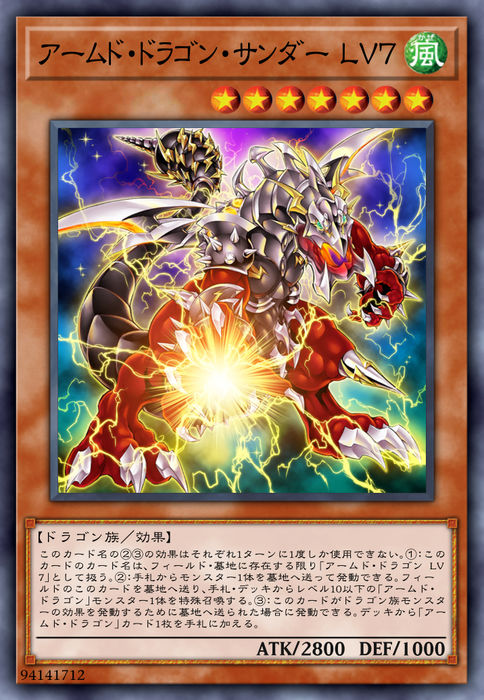 アームド・ドラゴン・サンダー LV7
風
かぜ
【ドラゴン族／効果】
このカード名の②③の効果はそれぞれ1ターンに1度しか使用できない。①：こ
のカードのカード名は、フィールド・墓地に存在する限り「アームド・ドラゴン LV
7」として扱う。②：手札からモンスター1体を墓地へ送って発動できる。フィー
ルドのこのカードを墓地へ送り、手札・デッキからレベル10以下の「アームド・
ドラゴン」モンスター1体を特殊召喚する。③：このカードがドラゴン族モンスタ
ーの効果を発動するために墓地へ送られた場合に発動できる。デッキから「アー
ムド・ドラゴン」カード1枚を手札に加える。
ATK/2800 DEF/1000
94141712